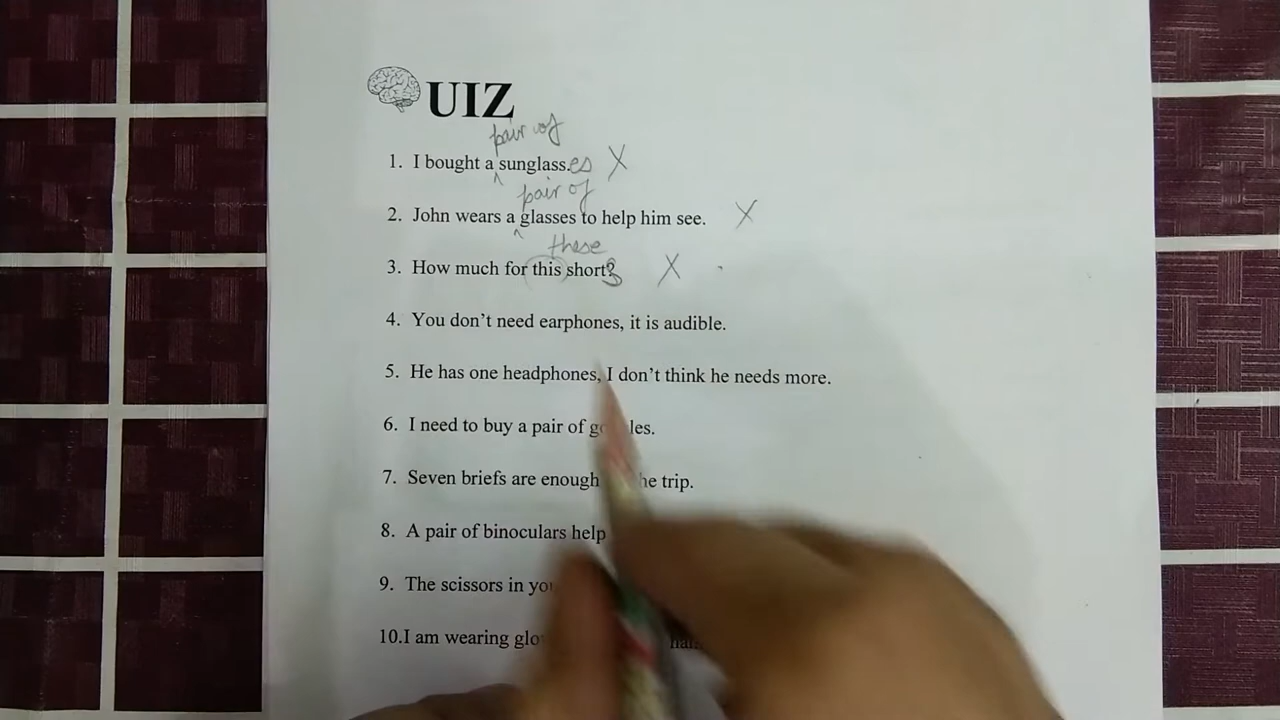 UIZ
pair of
1. I bought a sunglass.es X
pair of
2. John wears a glasses to help him see. X
these
3. How much for this short?s X
4. You don't need earphones, it is audible.
5. He has one headphones, I don't think he needs more.
6. I need to buy a pair of
7. Seven briefs are enough he trip.
8. A pair of binoculars help
9. The scissors in
10.I am wearing